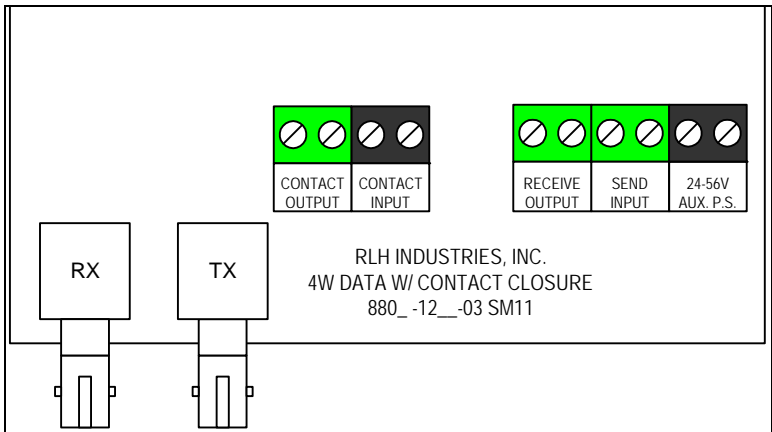 CONTACT OUTPUT
CONTACT INPUT
RECEIVE OUTPUT
SEND INPUT
24-56V AUX. P.S.
RX
TX
RLH INDUSTRIES, INC.
4W DATA W/ CONTACT CLOSURE
880_ -12__-03 SM11